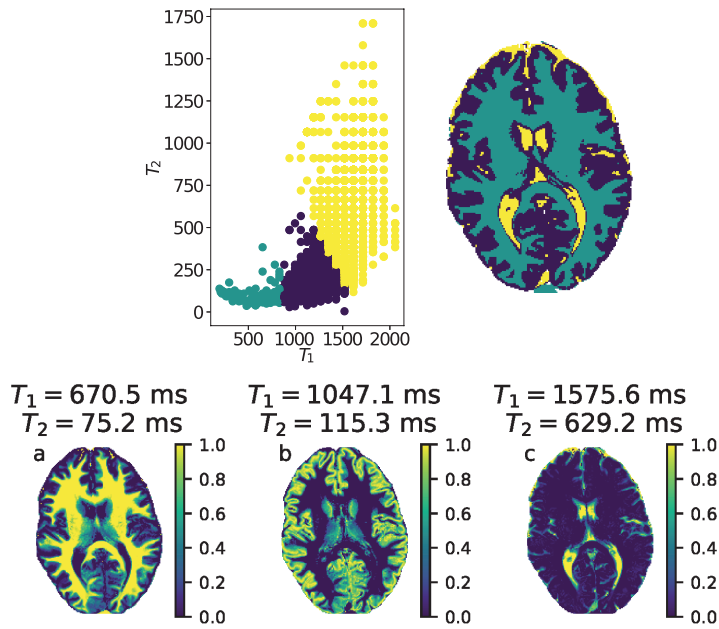 1750
1500
1250
1000
750
500
250
0
T₂
500 1000 1500 2000
T₁
T₁ = 670.5 ms
T₂ = 75.2 ms
a
1.0
0.8
0.6
0.4
0.2
0.0
T₁ = 1047.1 ms
T₂ = 115.3 ms
b
1.0
0.8
0.6
0.4
0.2
0.0
T₁ = 1575.6 ms
T₂ = 629.2 ms
c
1.0
0.8
0.6
0.4
0.2
0.0